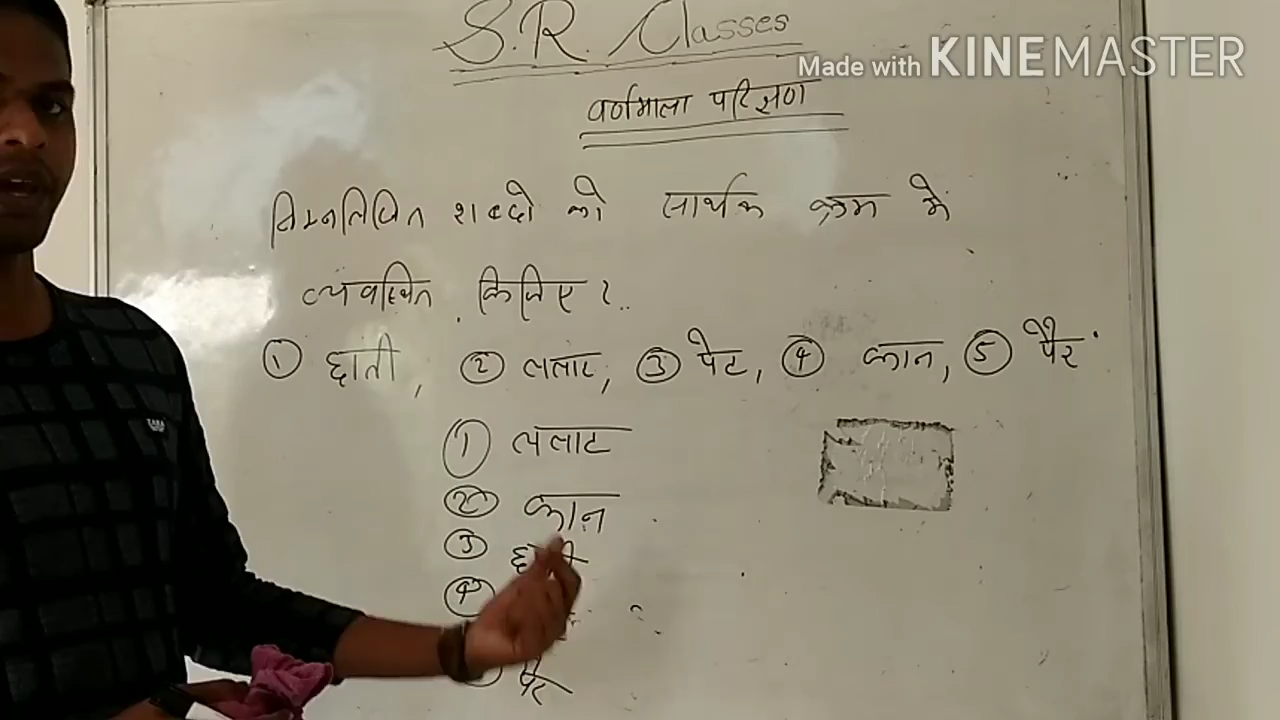 S.R. Classes
Made with KINEMASTER
वर्णमाला परिक्षण
निम्नलिखित शब्दो को सार्थक क्रम में
व्यवस्थित किजिए ?
① छाती, ② ललाट, ③ पेट, ④ कान, ⑤ पैर
① ललाट
② कान
③ छाती
④
पैर